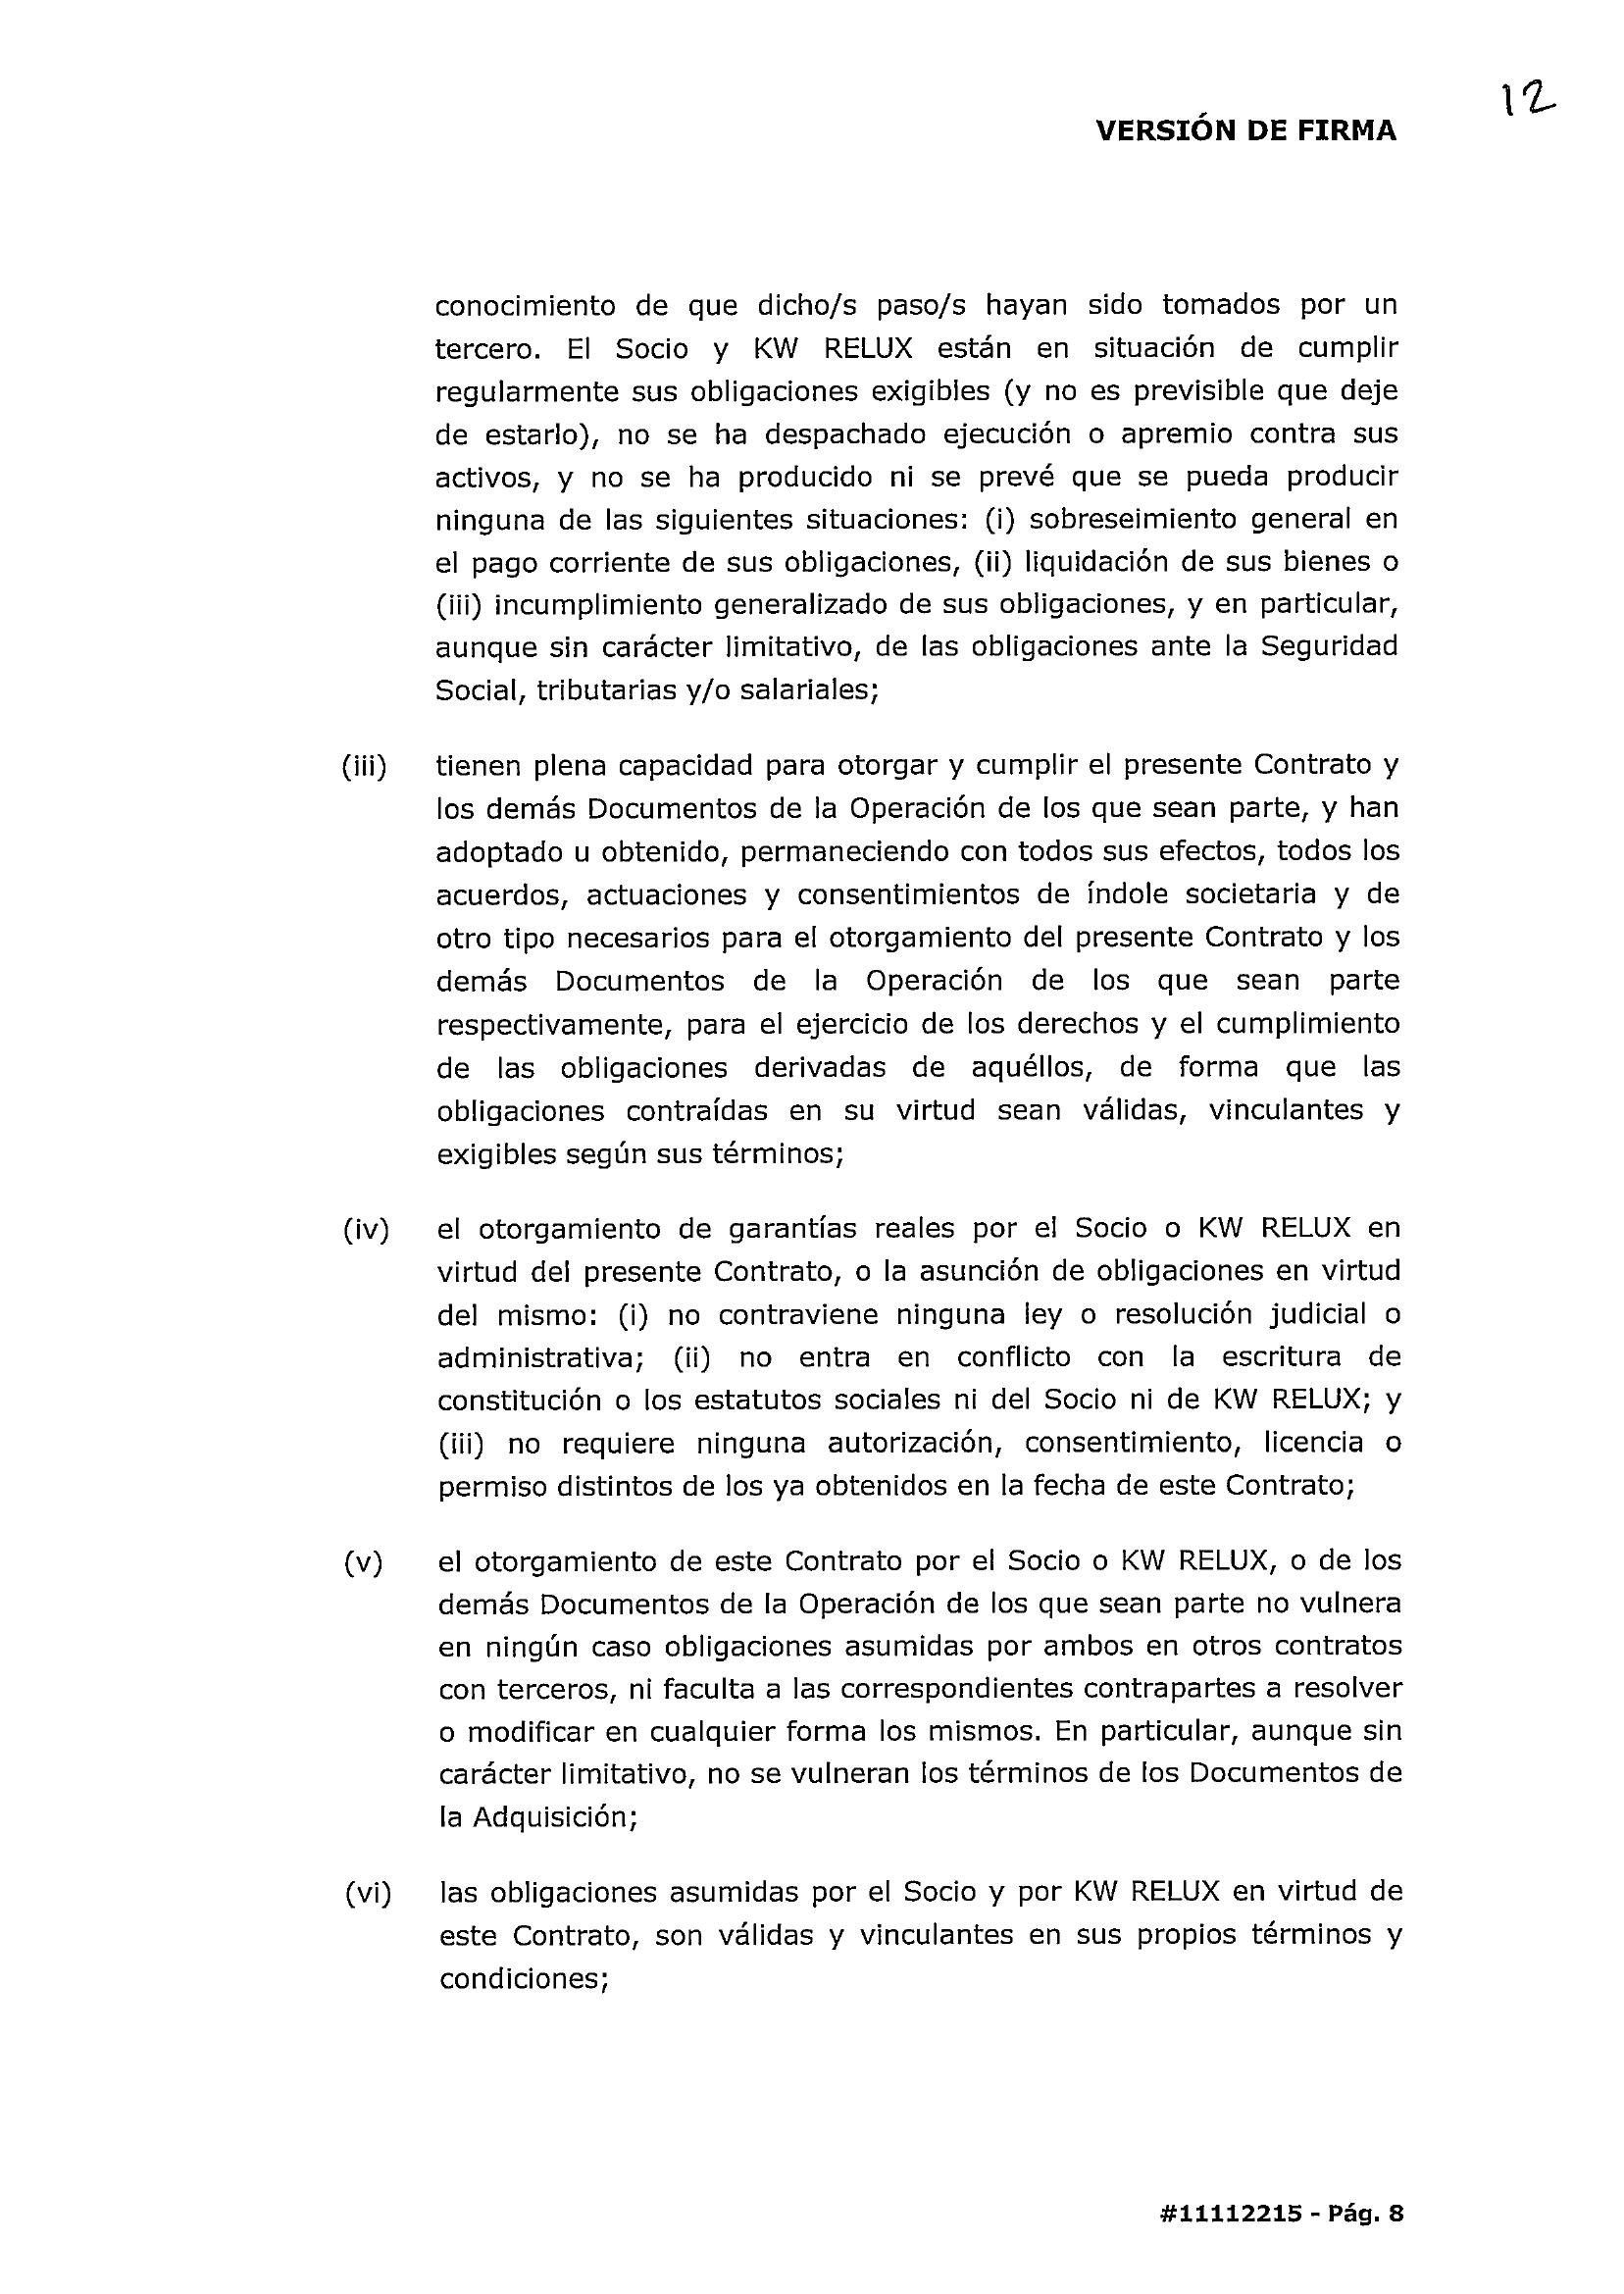 12
VERSIÓN DE FIRMA
conocimiento de que dicho/s paso/s hayan sido tomados por un
tercero. El Socio y KW RELUX están en situación de cumplir
regularmente sus obligaciones exigibles (y no es previsible que deje
de estarlo), no se ha despachado ejecución o apremio contra sus
activos, y no se ha producido ni se prevé que se pueda producir
ninguna de las siguientes situaciones: (i) sobreseimiento general en
el pago corriente de sus obligaciones, (ii) liquidación de sus bienes o
(iii) incumplimiento generalizado de sus obligaciones, y en particular,
aunque sin carácter limitativo, de las obligaciones ante la Seguridad
Social, tributarias y/o salariales;
(iii) tienen plena capacidad para otorgar y cumplir el presente Contrato y
los demás Documentos de la Operación de los que sean parte, y han
adoptado u obtenido, permaneciendo con todos sus efectos, todos los
acuerdos, actuaciones y consentimientos de índole societaria y de
otro tipo necesarios para el otorgamiento del presente Contrato y los
demás Documentos de la Operación de los que sean parte
respectivamente, para el ejercicio de los derechos y el cumplimiento
de las obligaciones derivadas de aquéllos, de forma que las
obligaciones contraídas en su virtud sean válidas, vinculantes y
exigibles según sus términos;
(iv) el otorgamiento de garantías reales por el Socio o KW RELUX en
virtud del presente Contrato, o la asunción de obligaciones en virtud
del mismo: (i) no contraviene ninguna ley o resolución judicial o
administrativa; (ii) no entra en conflicto con la escritura de
constitución o los estatutos sociales ni del Socio ni de KW RELUX; y
(iii) no requiere ninguna autorización, consentimiento, licencia o
permiso distintos de los ya obtenidos en la fecha de este Contrato;
(v) el otorgamiento de este Contrato por el Socio o KW RELUX, o de los
demás Documentos de la Operación de los que sean parte no vulnera
en ningún caso obligaciones asumidas por ambos en otros contratos
con terceros, ni faculta a las correspondientes contrapartes a resolver
o modificar en cualquier forma los mismos. En particular, aunque sin
carácter limitativo, no se vulneran los términos de los Documentos de
la Adquisición;
(vi) las obligaciones asumidas por el Socio y por KW RELUX en virtud de
este Contrato, son válidas y vinculantes en sus propios términos y
condiciones;
#11112215 - Pág. 8